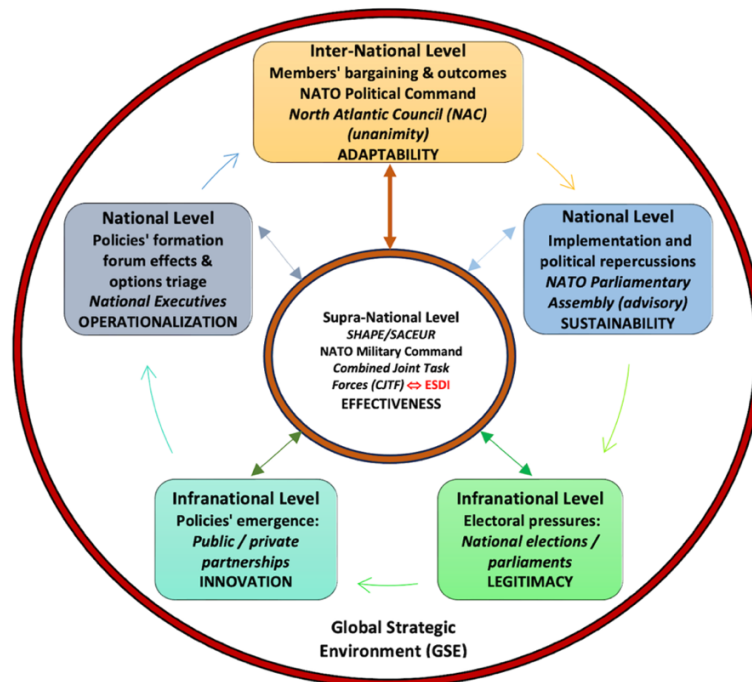 Inter-National Level
Members' bargaining & outcomes
NATO Political Command
North Atlantic Council (NAC)
(unanimity)
ADAPTABILITY
National Level
Policies' formation
forum effects &
options triage
National Executives
OPERATIONALIZATION
National Level
Implementation and
political repercussions
NATO Parliamentary
Assembly (advisory)
SUSTAINABILITY
Supra-National Level
SHAPE/SACEUR
NATO Military Command
Combined Joint Task
Forces (CJTF) ⇔ ESDI
EFFECTIVENESS
Infranational Level
Policies' emergence:
Public / private
partnerships
INNOVATION
Infranational Level
Electoral pressures:
National elections /
parliaments
LEGITIMACY
Global Strategic
Environment (GSE)